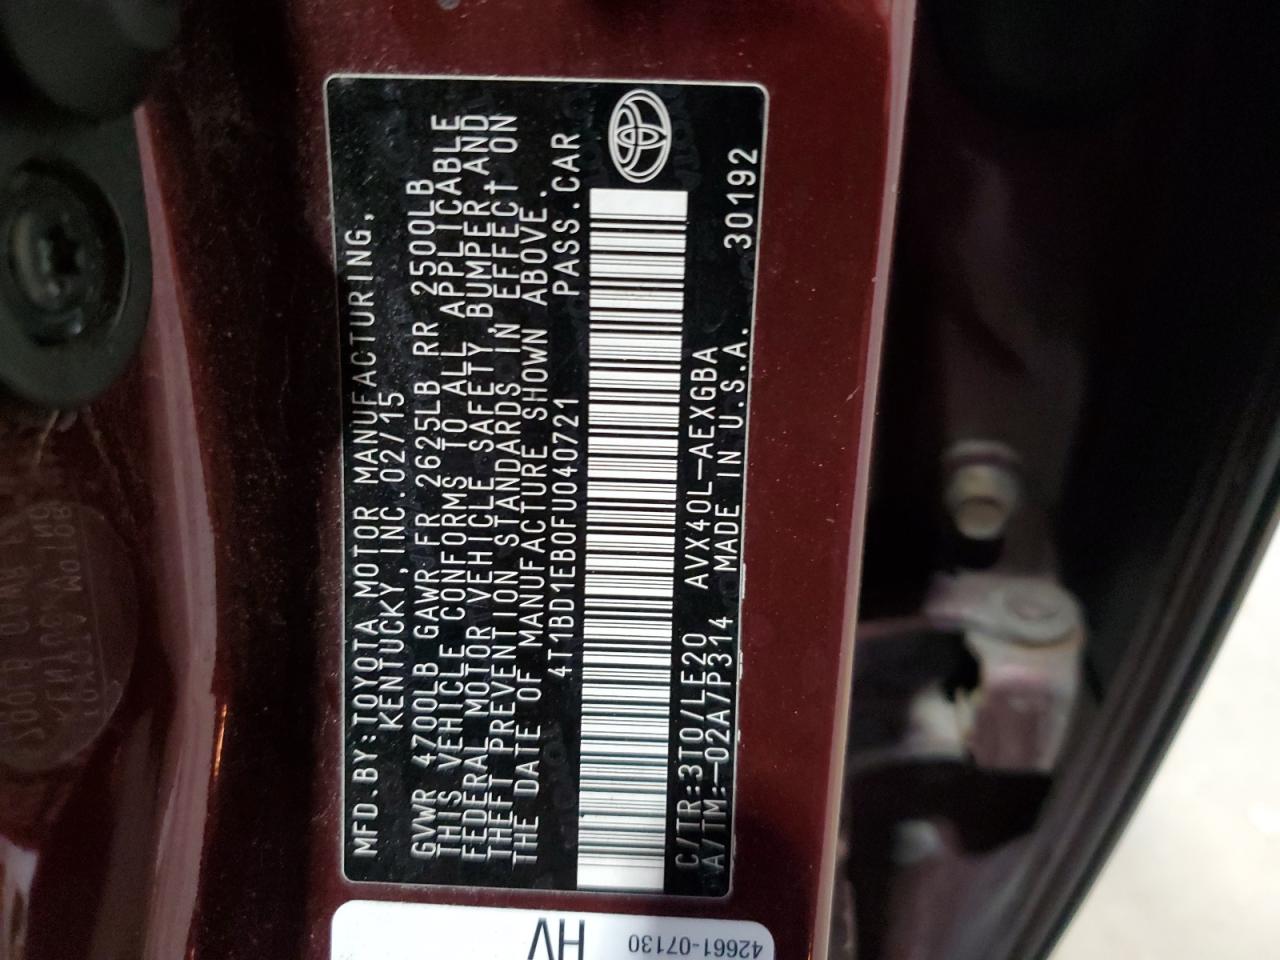 MFD.BY:TOYOTA MOTOR MANUFACTURING,
KENTUCKY,INC.02/15
GVWR 4700LB GAWR FR 2625LB RR 2500LB
THIS VEHICLE CONFORMS TO ALL APPLICABLE
FEDERAL MOTOR VEHICLE SAFETY,BUMPER,AND
THEFT PREVENTION STANDARDS IN EFFECT ON
THE DATE OF MANUFACTURE SHOWN ABOVE.
4T1BD1EB0FU040721 PASS.CAR
C/TR:3T0/LE20 AVX40L-AEXGBA 30192
A/TM:-02A/P314 MADE IN U.S.A.
HV
42661-07130